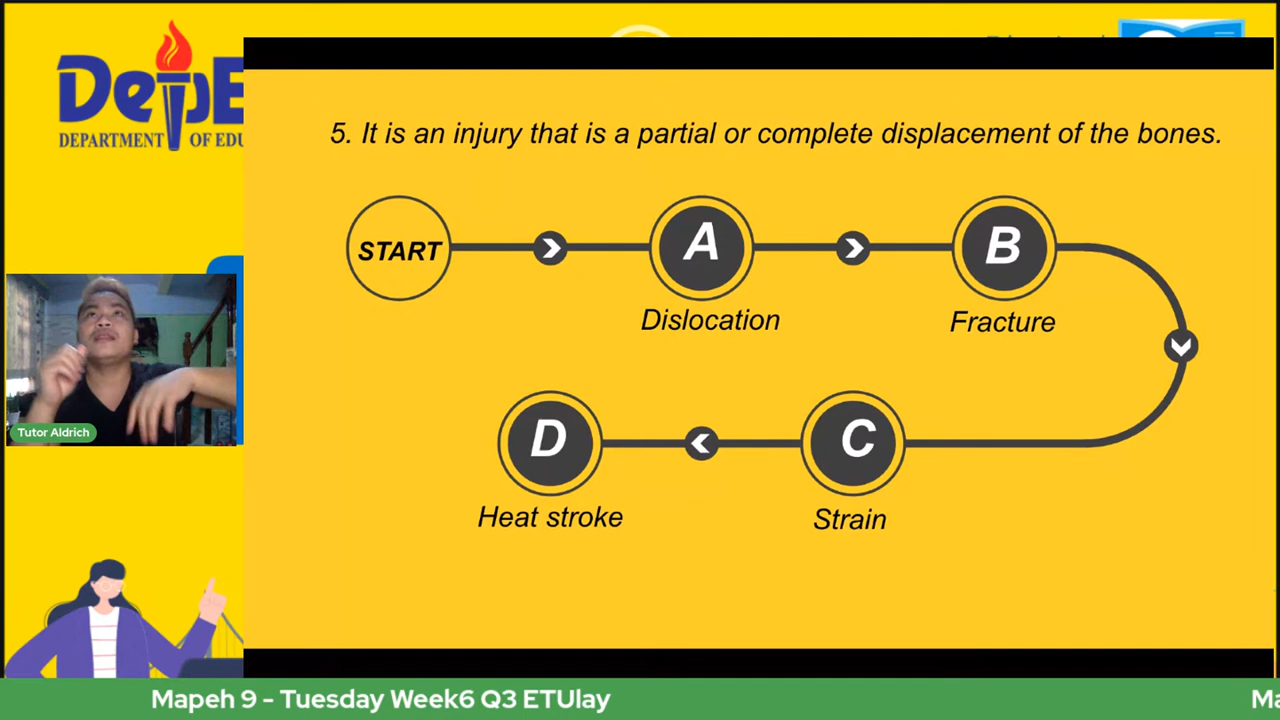 DepE
DEPARTMENT OF EDU
5. It is an injury that is a partial or complete displacement of the bones.
START
A
B
Dislocation
Fracture
D
C
Heat stroke
Strain
Tutor Aldrich
Mapeh 9 - Tuesday Week6 Q3 ETUlay
Ma